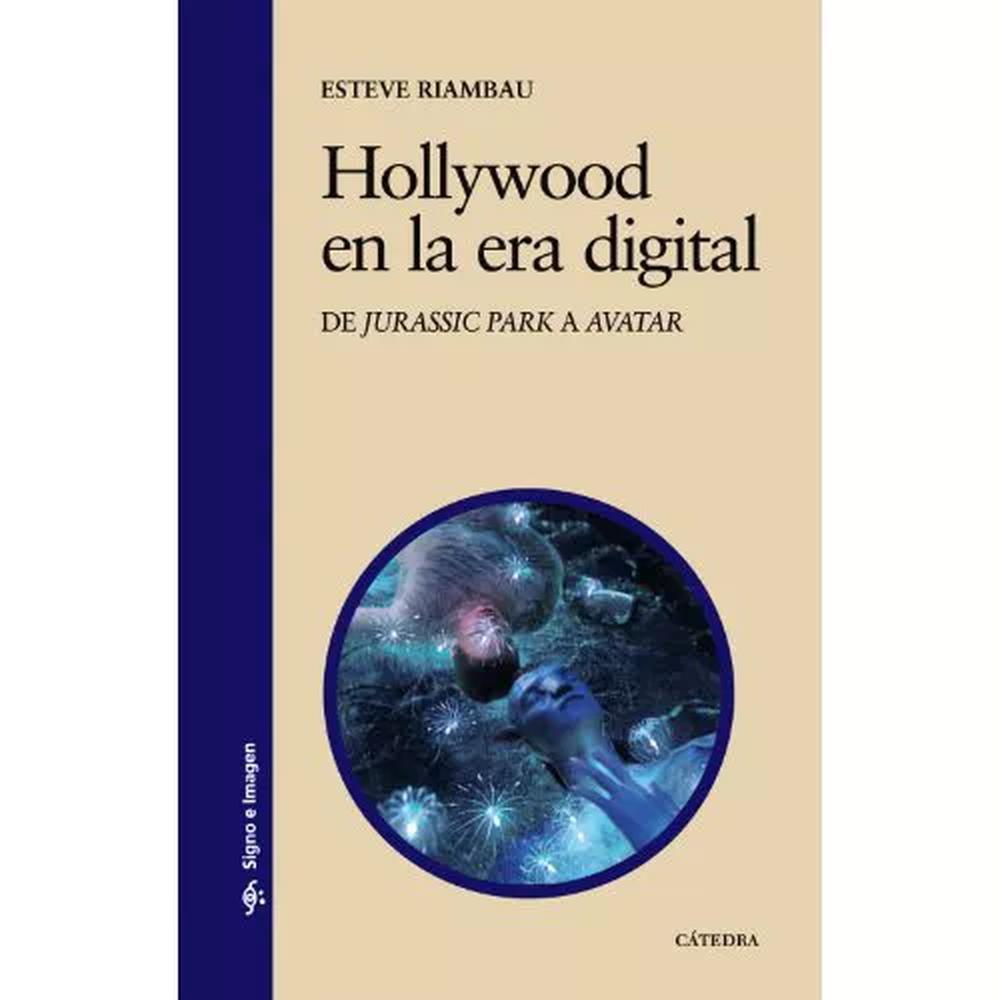 ESTEVE RIAMBAU
Hollywood
en la era digital
DE JURASSIC PARK A AVATAR
Signo e Imagen
CÁTEDRA